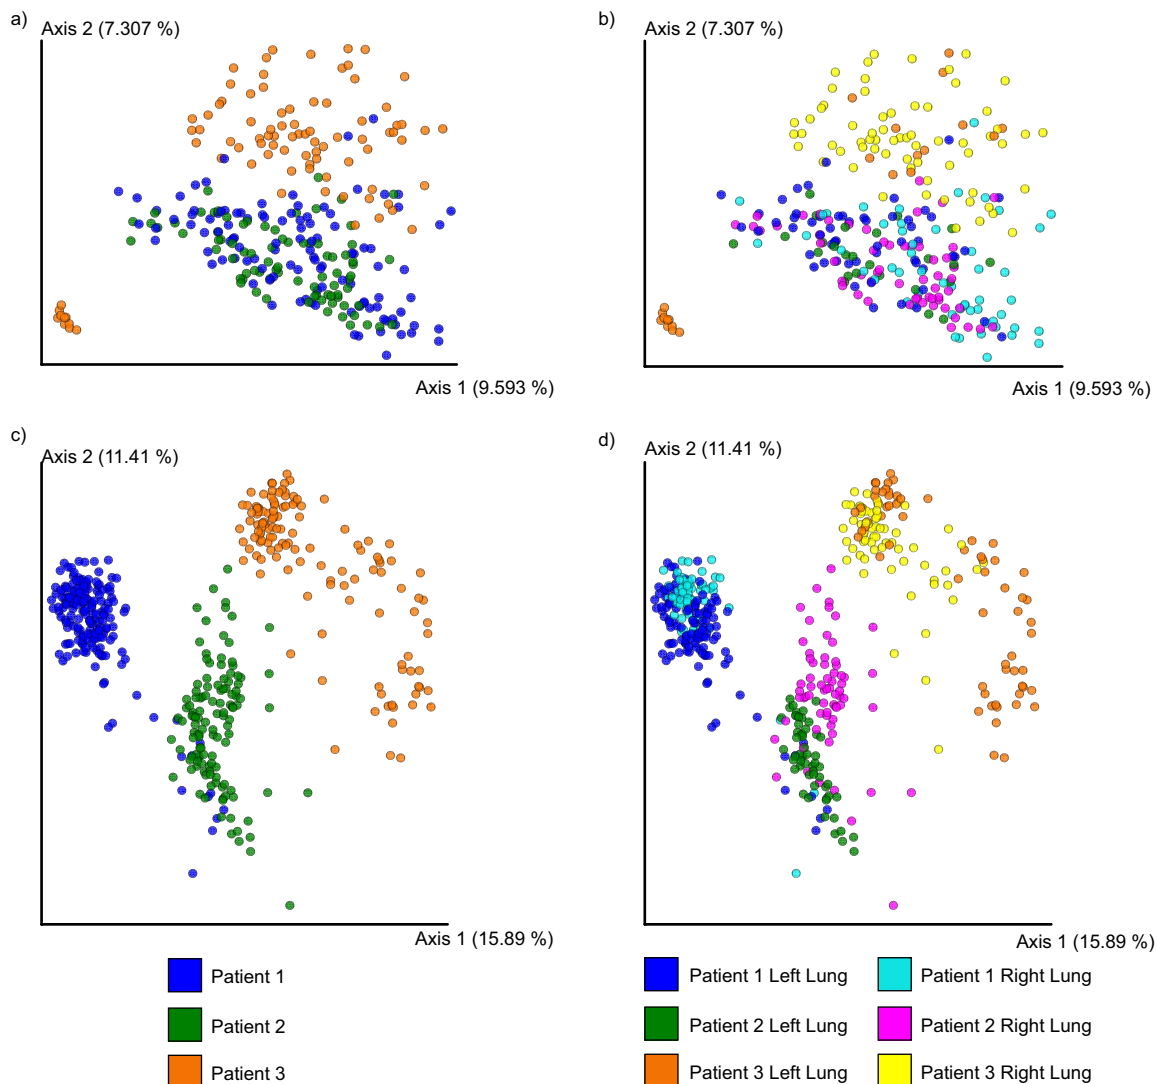 a)
Axis 2 (7.307 %)
Axis 1 (9.593 %)
b)
Axis 2 (7.307 %)
Axis 1 (9.593 %)
c)
Axis 2 (11.41 %)
Axis 1 (15.89 %)
d)
Axis 2 (11.41 %)
Axis 1 (15.89 %)
Patient 1
Patient 2
Patient 3
Patient 1 Left Lung
Patient 1 Right Lung
Patient 2 Left Lung
Patient 2 Right Lung
Patient 3 Left Lung
Patient 3 Right Lung